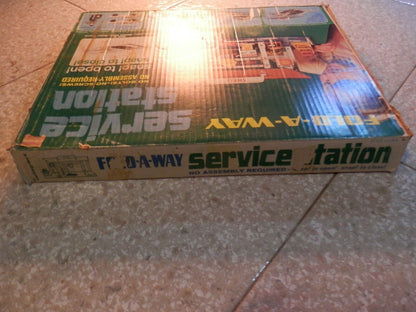 FOLD-A-WAY
service
station
snap! to open!
snap! to close!
NO ASSEMBLY REQUIRED
NO BOLTS! NO SCREWS!
FOLD-A-WAY service station
NO ASSEMBLY REQUIRED